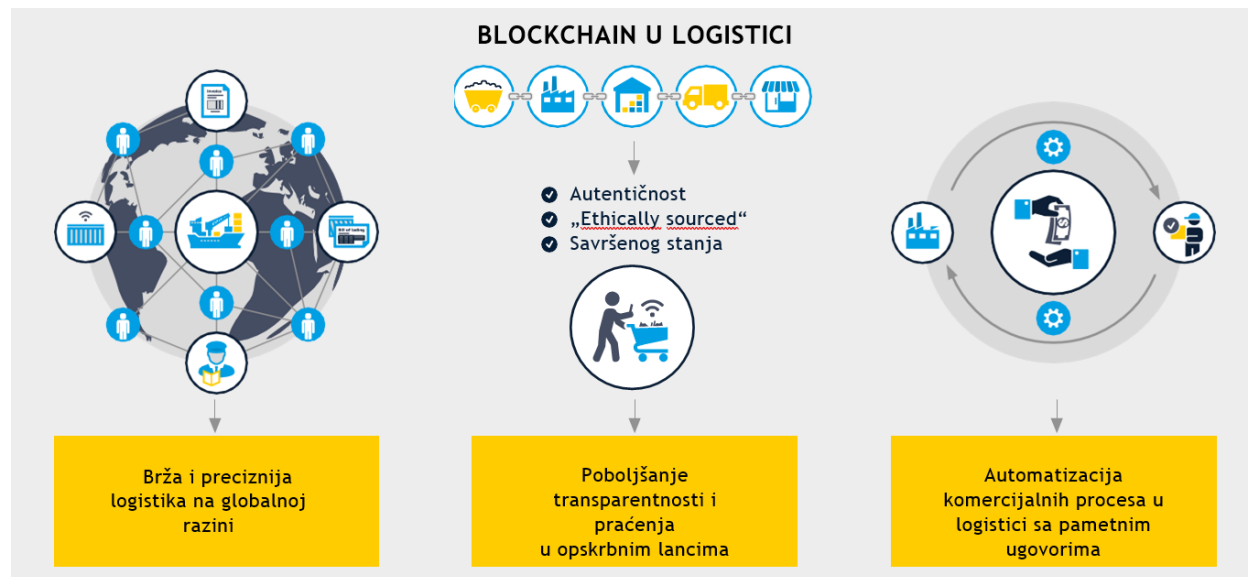 BLOCKCHAIN U LOGISTICI
Invoice
Bill of lading
Autentičnost
„Ethically sourced“
Savršenog stanja
Brža i preciznija
logistika na globalnoj
razini
Poboljšanje
transparentnosti i
praćenja
u opskrbnim lancima
Automatizacija
komercijalnih procesa u
logistici sa pametnim
ugovorima